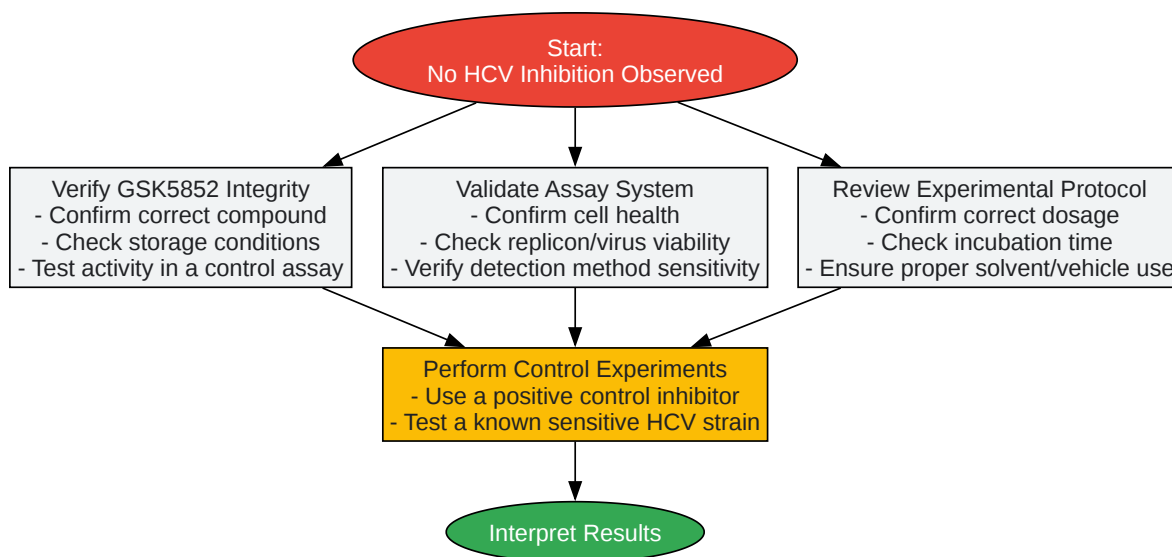 Start:
No HCV Inhibition Observed
Verify GSK5852 Integrity
- Confirm correct compound
- Check storage conditions
- Test activity in a control assay
Validate Assay System
- Confirm cell health
- Check replicon/virus viability
- Verify detection method sensitivity
Review Experimental Protocol
- Confirm correct dosage
- Check incubation time
- Ensure proper solvent/vehicle use
Perform Control Experiments
- Use a positive control inhibitor
- Test a known sensitive HCV strain
Interpret Results